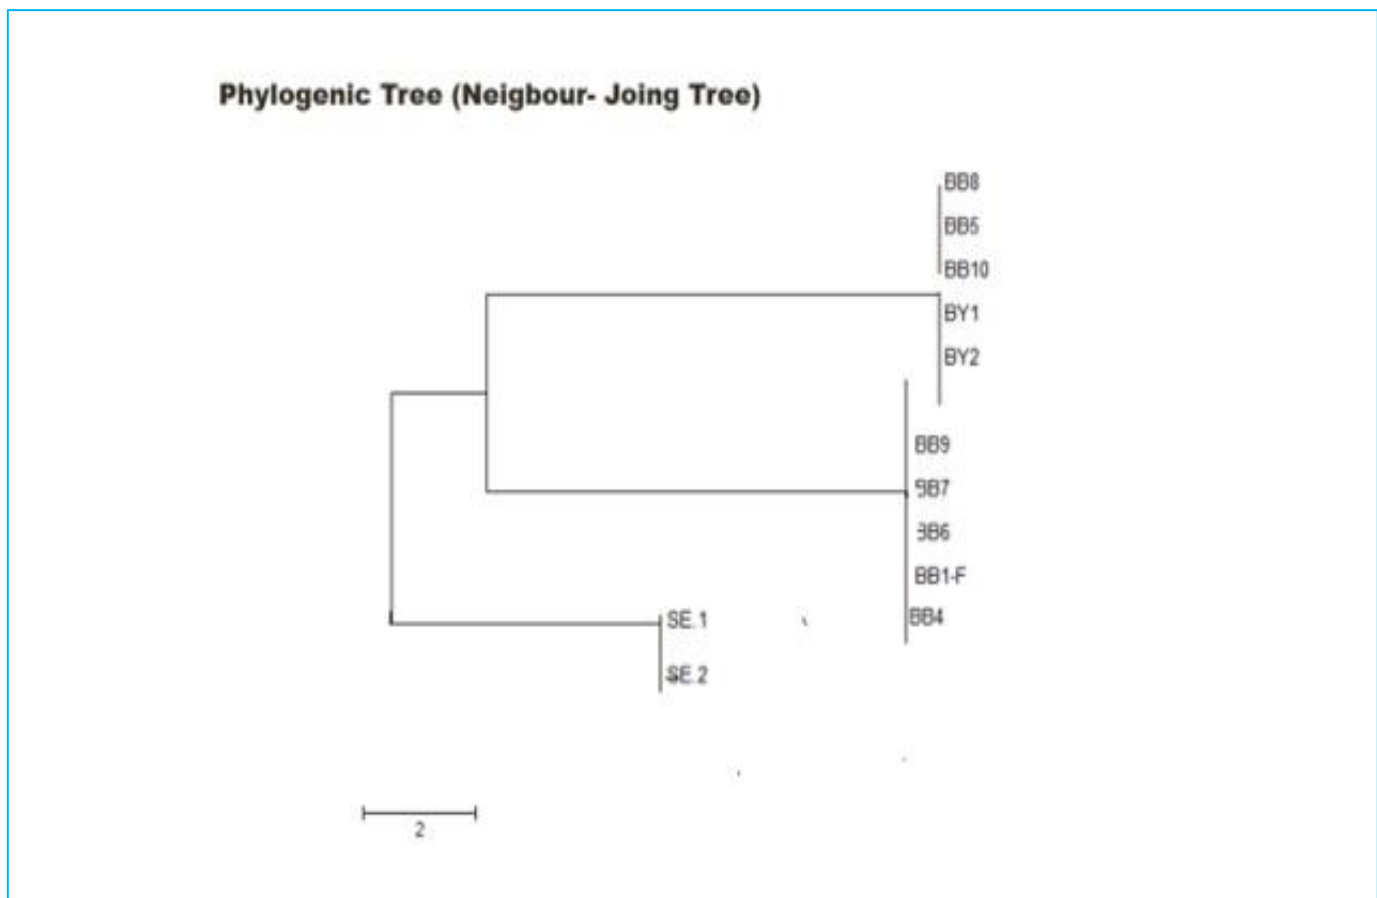 Phylogenic Tree (Neigbour- Joing Tree)
BB8
BB5
BB10
BY1
BY2
BB9
BB7
BB6
BB1-F
BB4
SE.1
SE.2
2